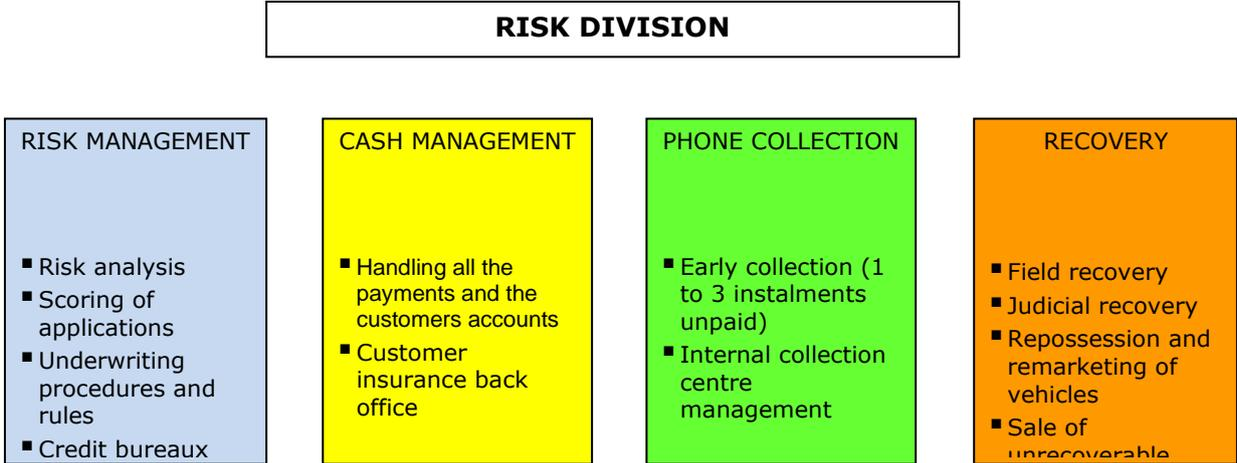 RISK DIVISION
RISK MANAGEMENT
▪ Risk analysis
▪ Scoring of
applications
▪ Underwriting
procedures and
rules
▪ Credit bureaux
CASH MANAGEMENT
▪ Handling all the
payments and the
customers accounts
▪ Customer
insurance back
office
PHONE COLLECTION
▪ Early collection (1
to 3 instalments
unpaid)
▪ Internal collection
centre
management
RECOVERY
▪ Field recovery
▪ Judicial recovery
▪ Repossession and
remarketing of
vehicles
▪ Sale of
unrecoverable